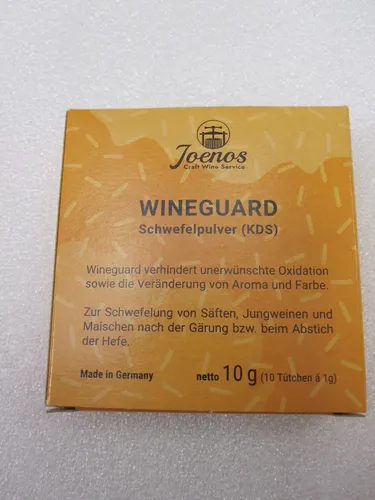 Joenos
Craft Wine Service
WINEGUARD
Schwefelpulver (KDS)
Wineguard verhindert unerwünschte Oxidation
sowie die Veränderung von Aroma und Farbe.
Zur Schwefelung von Säften, Jungweinen und
Maischen nach der Gärung bzw. beim Abstich
der Hefe.
Made in Germany netto 10 g (10 Tütchen á 1g)